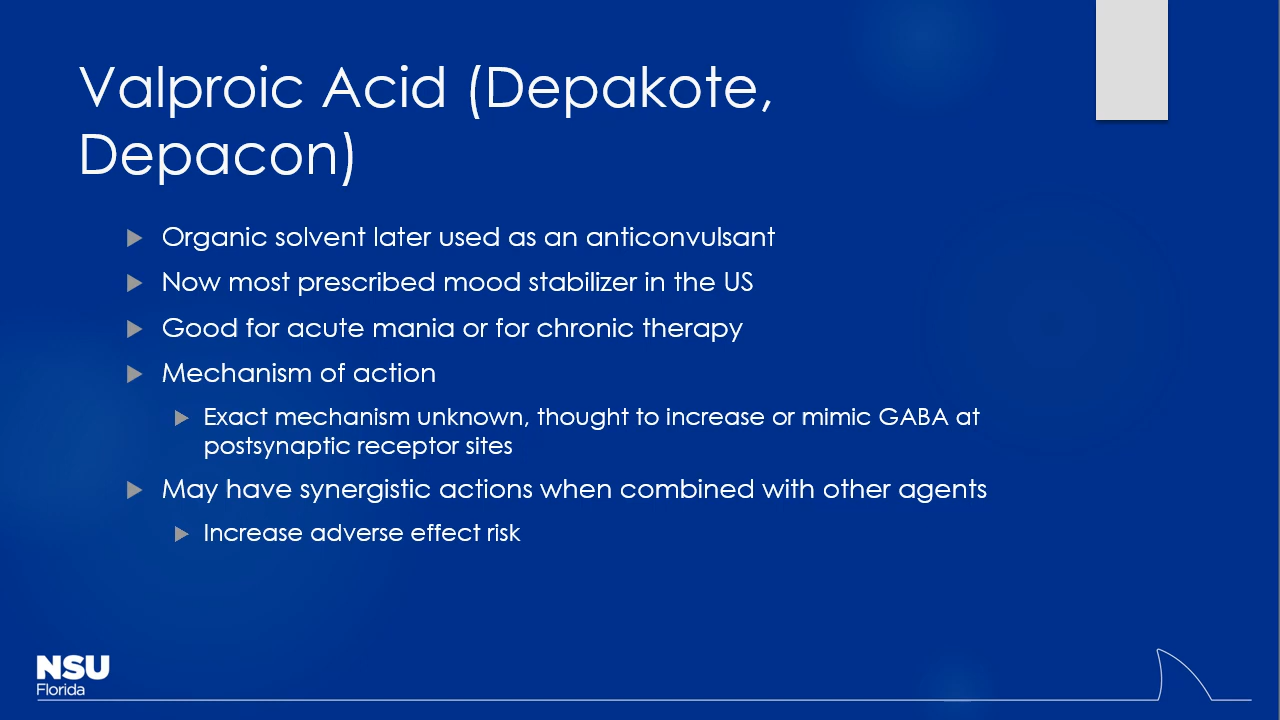 Valproic Acid (Depakote,
Depacon)
Organic solvent later used as an anticonvulsant
Now most prescribed mood stabilizer in the US
Good for acute mania or for chronic therapy
Mechanism of action
Exact mechanism unknown, thought to increase or mimic GABA at
postsynaptic receptor sites
May have synergistic actions when combined with other agents
Increase adverse effect risk
NSU
Florida